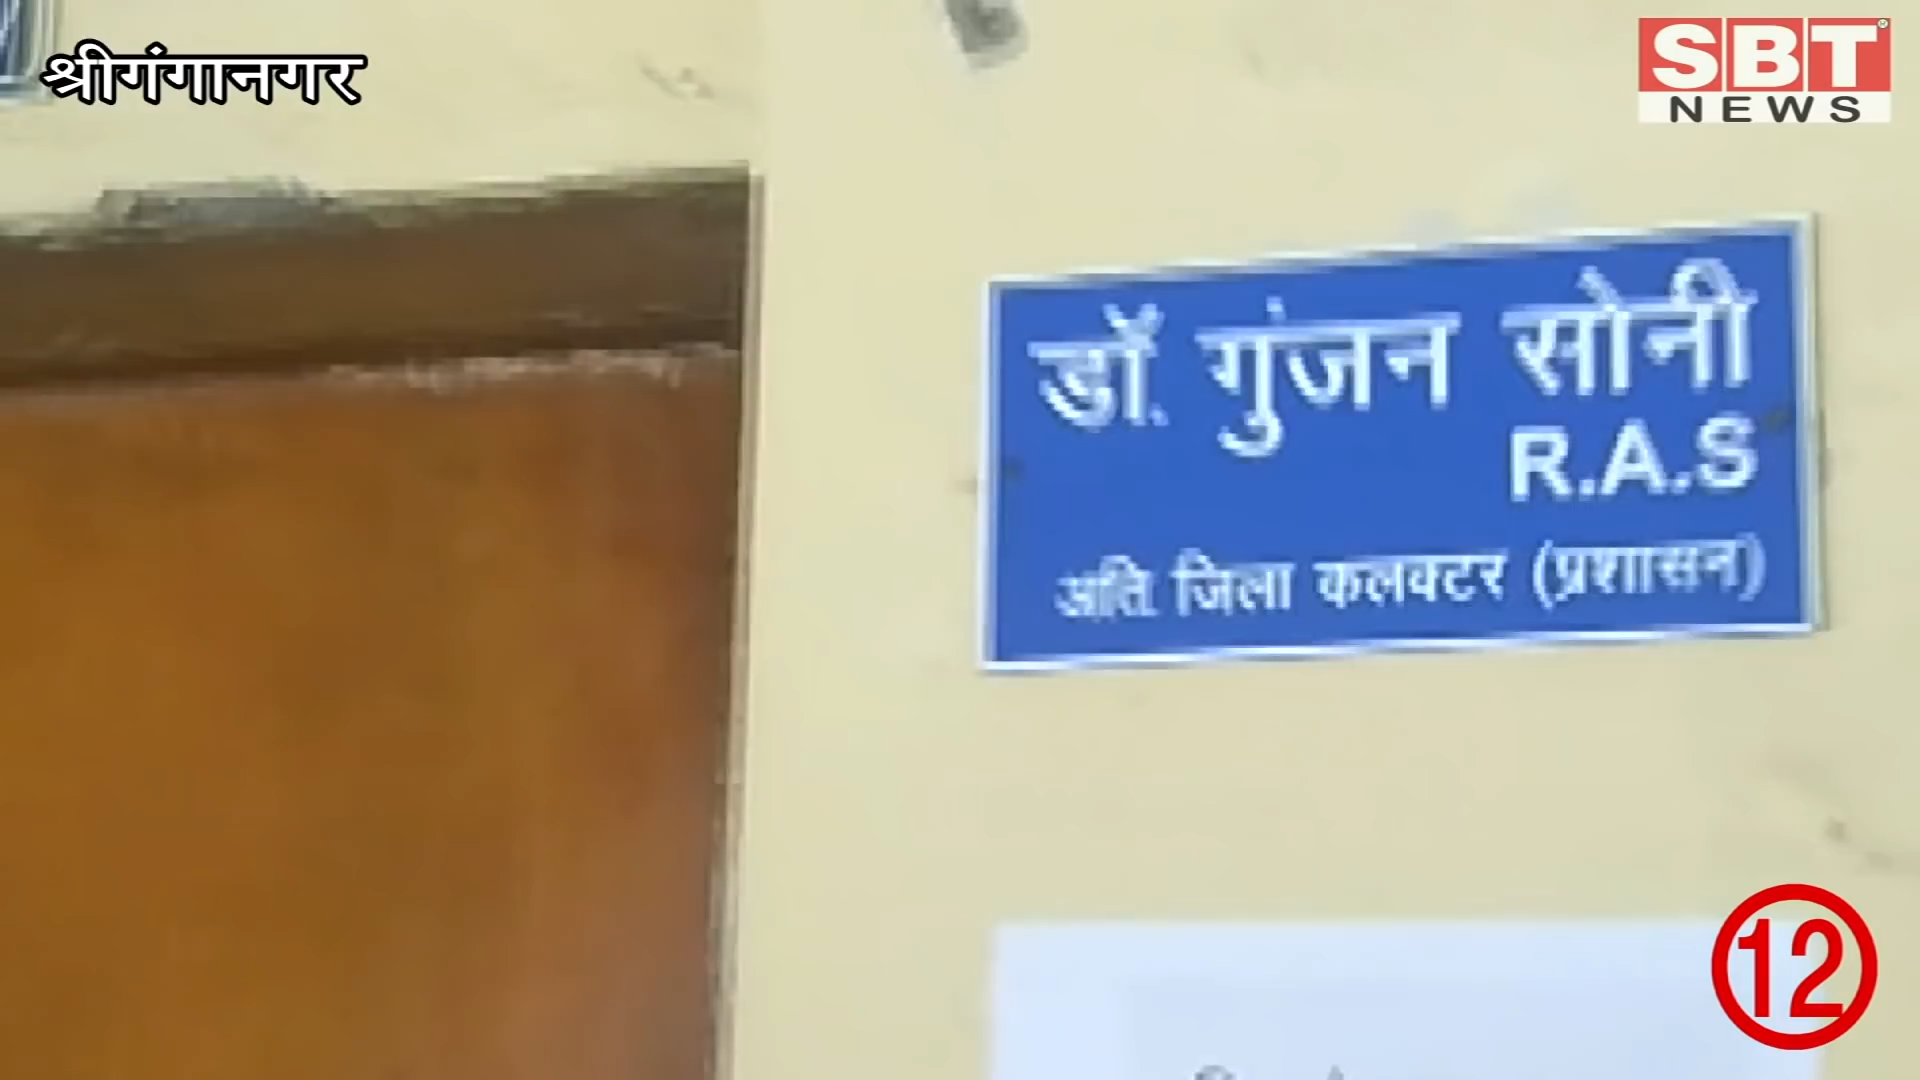 श्रीगंगानगर
SBT
NEWS
डॉ. गुंजन सोनी
R.A.S
अति. जिला कलक्टर (प्रशासन)
12